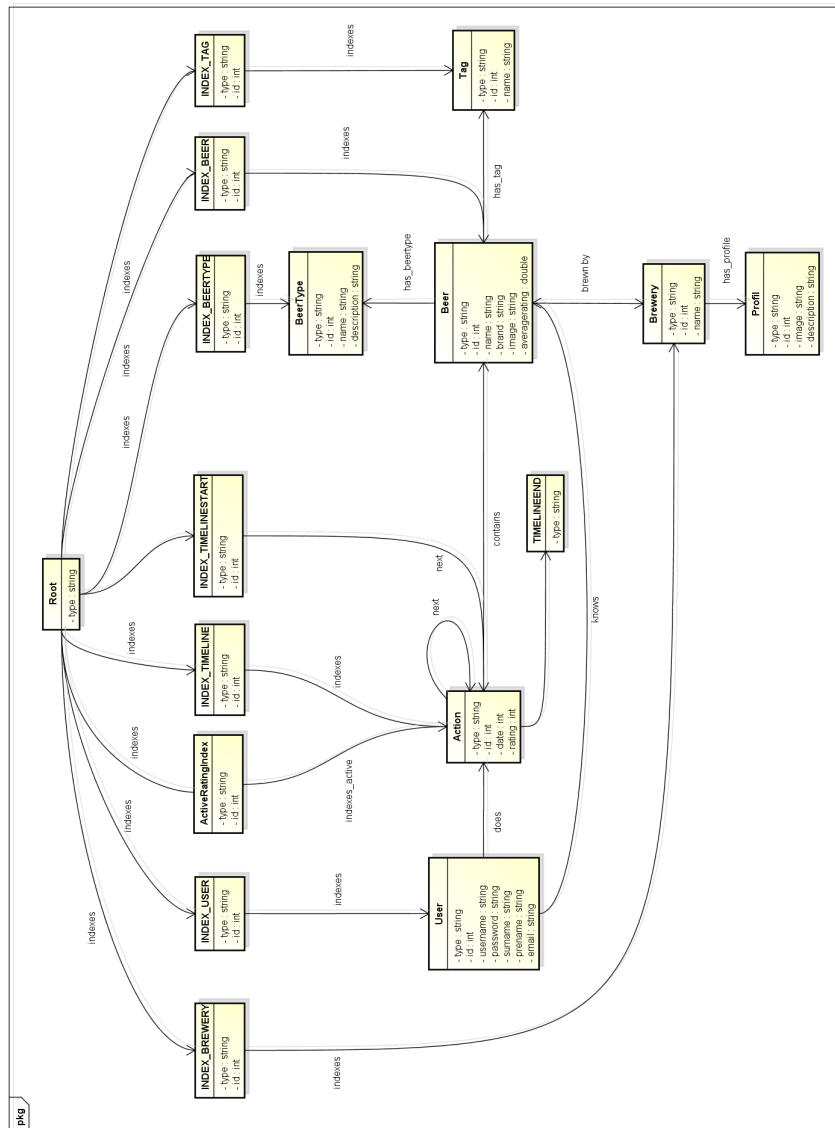 pkg
Root
- type : string
indexes
indexes
indexes
indexes
indexes
indexes
indexes
INDEX_BREWERY
- type : string
- id : int
INDEX_USER
- type : string
- id : int
ActiveRatingIndex
- type : string
- id : int
INDEX_TIMELINE
- type : string
- id : int
INDEX_TIMELINESTART
- type : string
- id : int
INDEX_BEERTYPE
- type : string
- id : int
INDEX_BEER
- type : string
- id : int
INDEX_TAG
- type : string
- id : int
indexes
indexes
indexes_active
indexes
next
indexes
indexes
indexes
BeerType
- type : string
- id : int
- name : string
- description : string
has_beertype
next
User
- type : string
- id : int
- username : string
- password : string
- surname : string
- prename : string
- email : string
does
Action
- type : string
- id : int
- date : int
- rating : int
contains
Beer
- type : string
- id : int
- name : string
- brand : string
- image : string
- averagerating : double
has_tag
Tag
- type : string
- id : int
- name : string
TIMELINEEND
- type : string
knows
brewn by
Brewery
- type : string
- id : int
- name : string
has_profile
Profil
- type : string
- id : int
- image : string
- description : string